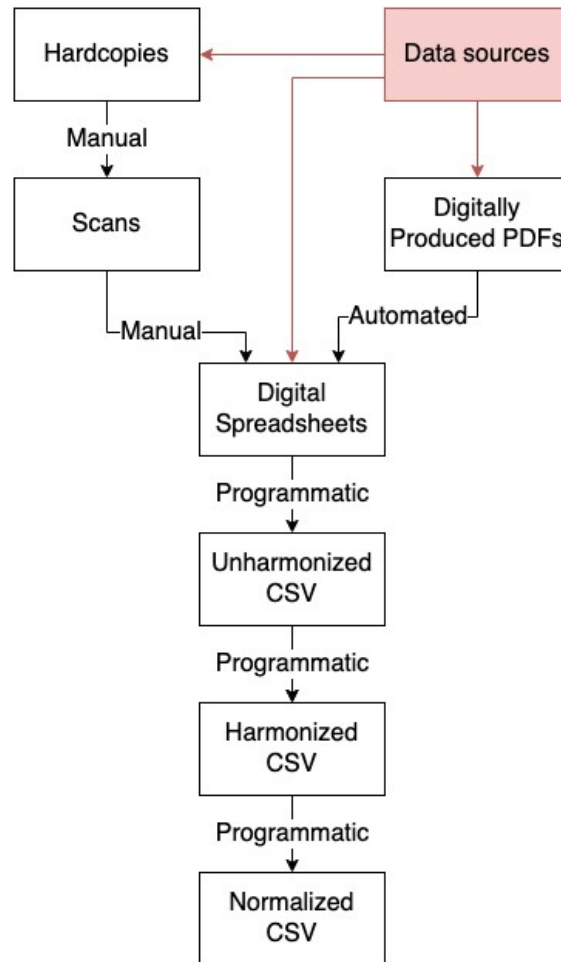 Hardcopies
Data sources
Manual
Scans
Digitally
Produced PDFs
Manual
Automated
Digital
Spreadsheets
Programmatic
Unharmonized
CSV
Programmatic
Harmonized
CSV
Programmatic
Normalized
CSV